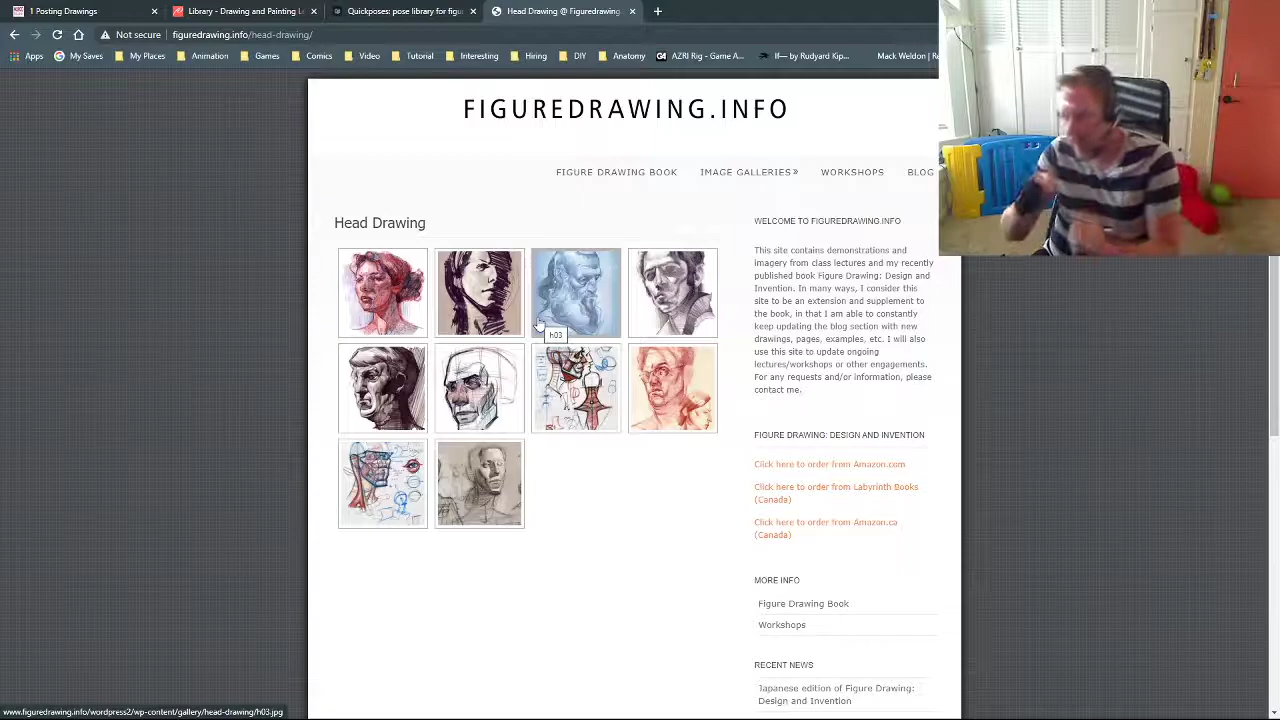 1 Posting Drawings
Library - Drawing and Painting - L
Quickposes: pose library for figu
Head Drawing @ Figuredrawing
Not secure
Apps
My Saves
My Places
Animation
Games
Tutorial
Interesting
Hiring
DIY
Anatomy
AZRI Rig - Game A...
If— by Rudyard Kip...
Mack Weldon | Re
FIGUREDRAWING.INFO
FIGURE DRAWING BOOK
IMAGE GALLERIES»
WORKSHOPS
BLOG
Head Drawing
h03
WELCOME TO FIGUREDRAWING.INFO
This site contains demonstrations and
imagery from class lectures and my recently
published book Figure Drawing: Design and
Invention. In many ways, I consider this
site to be an extension and supplement to
the book, in that I am able to constantly
keep updating the blog section with new
drawings, pages, examples, etc. I will also
use this site to update ongoing
lectures/workshops or other engagements.
For any requests and/or information, please
contact me.
FIGURE DRAWING: DESIGN AND INVENTION
Click here to order from Amazon.com
Click here to order from Labyrinth Books
(Canada)
Click here to order from Amazon.ca
(Canada)
MORE INFO
Figure Drawing Book
Workshops
RECENT NEWS
Japanese edition of Figure Drawing:
Design and Invention
www.figuredrawing.info/wordpress2/wp-content/gallery/head-drawing/h03.jpg